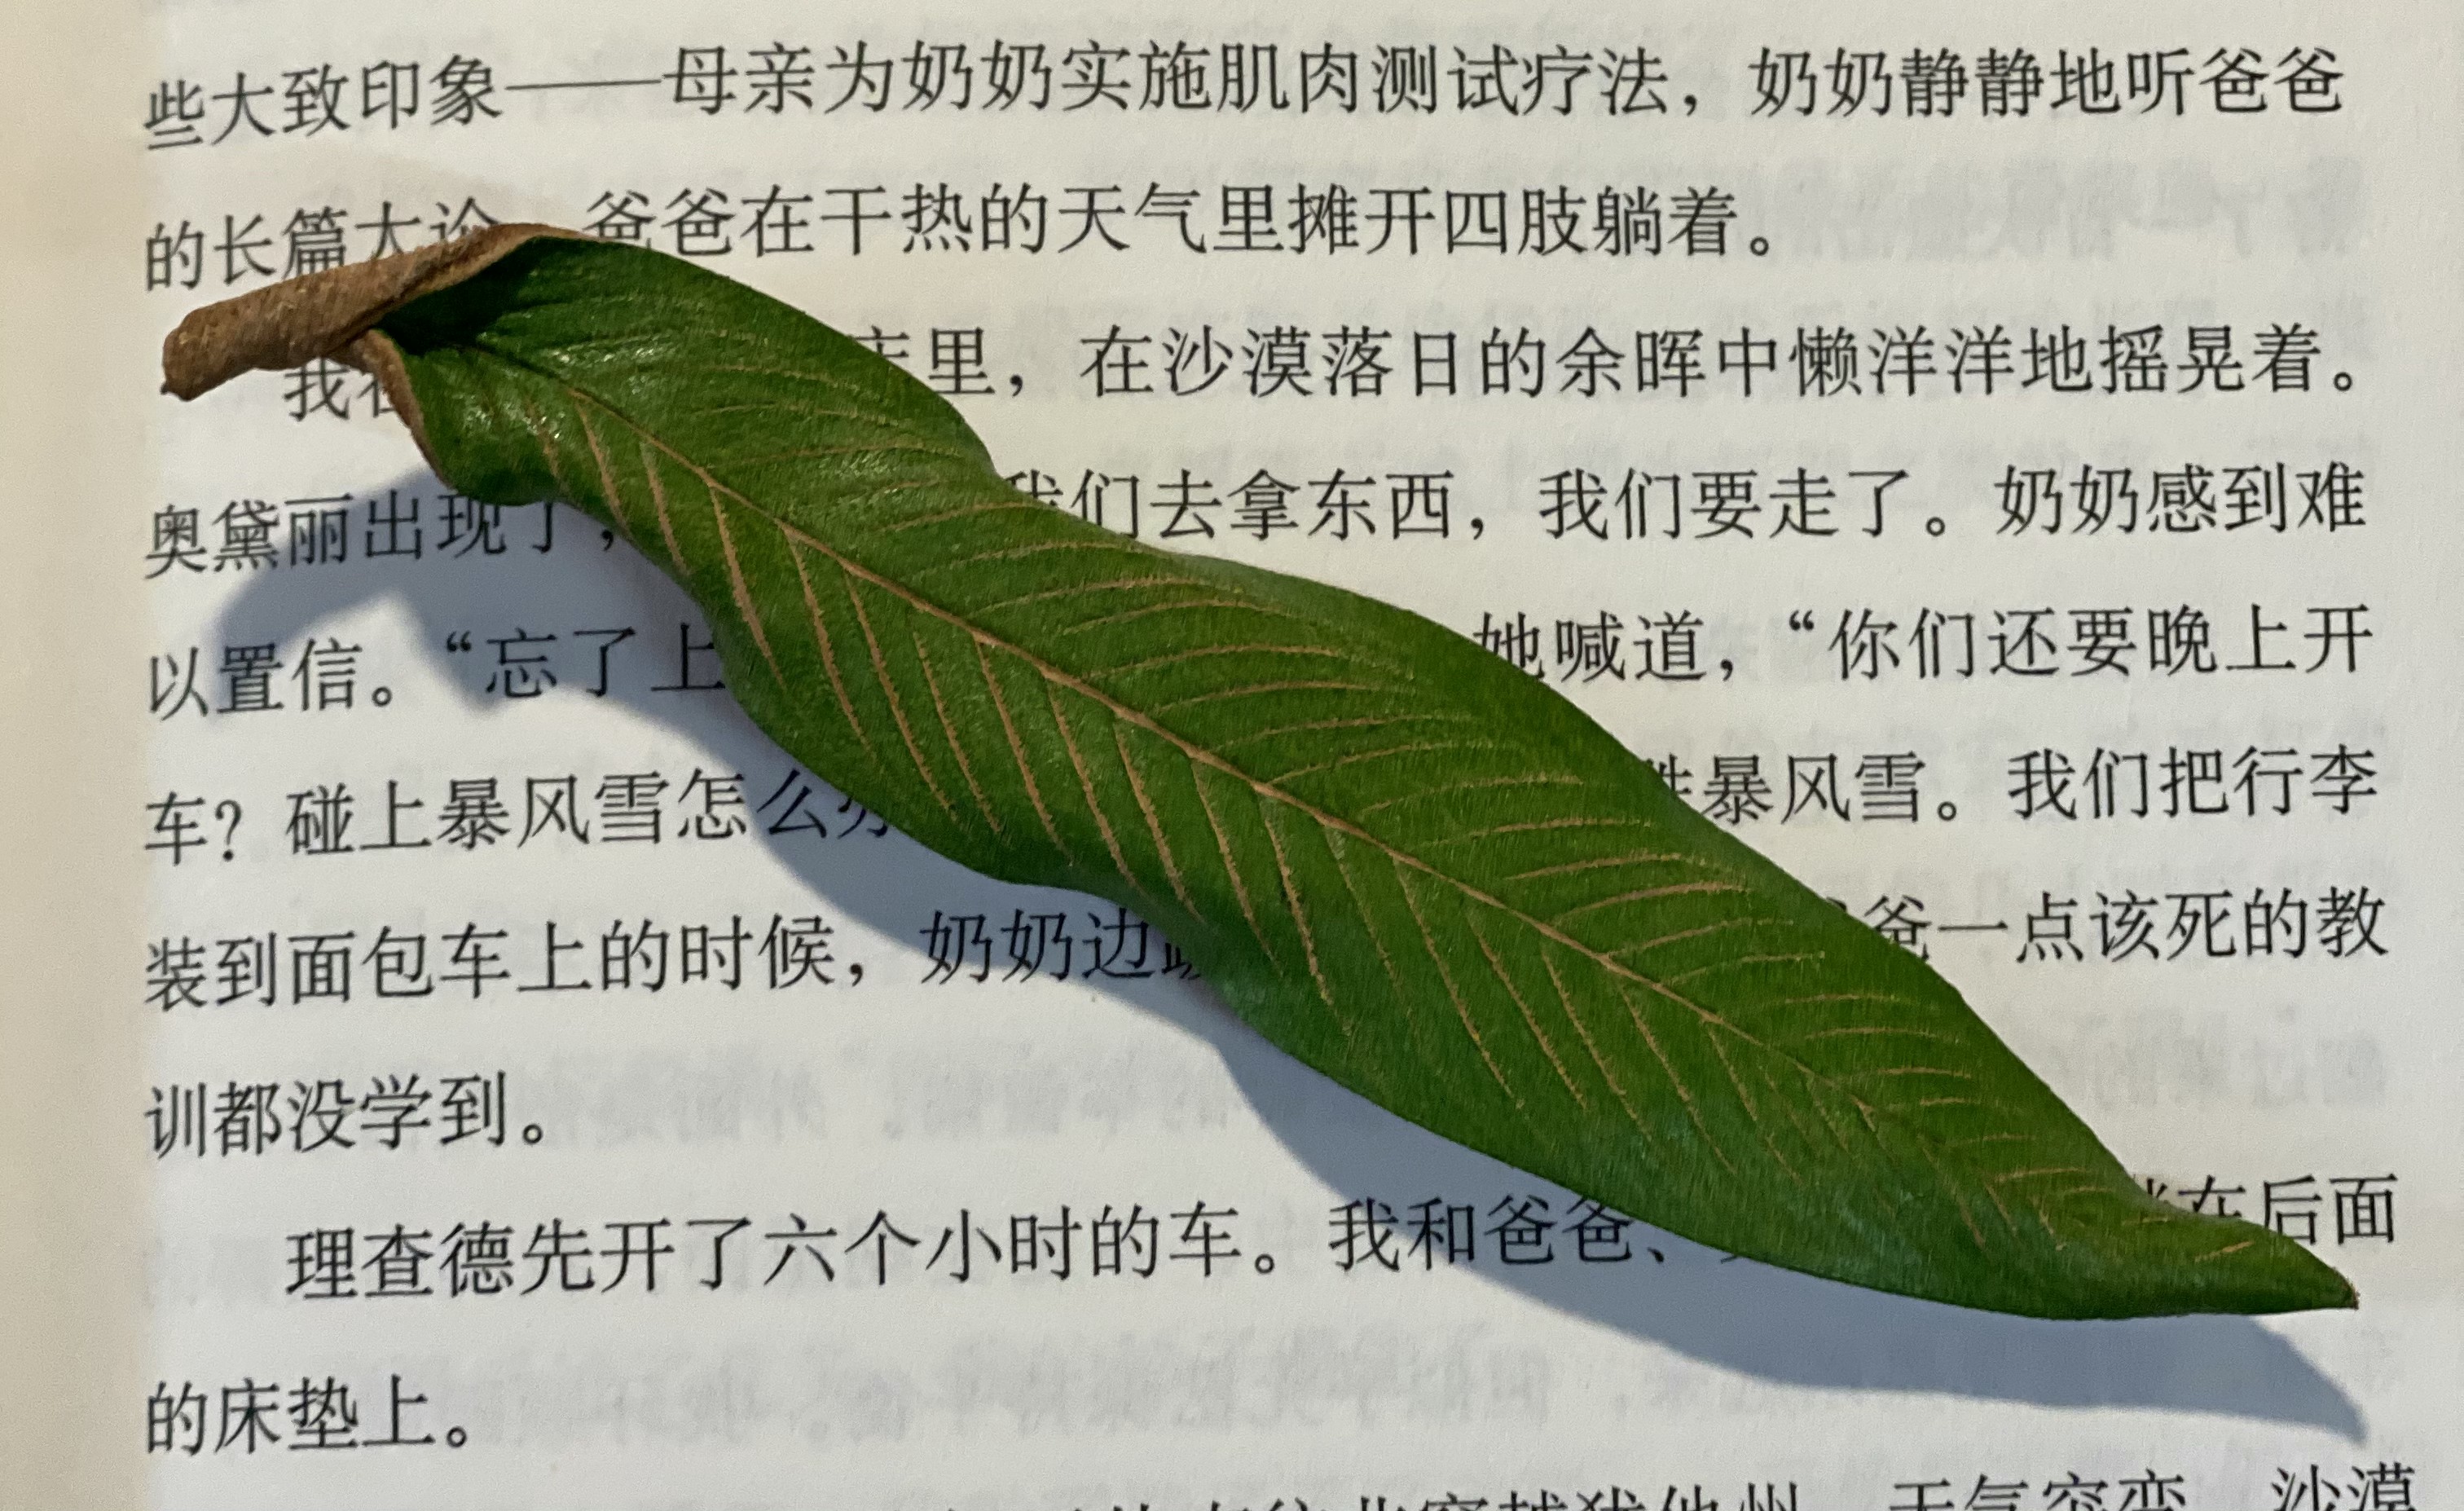 些大致印象——母亲为奶奶实施肌肉测试疗法，奶奶静静地听爸爸
的长篇大论 爸爸在干热的天气里摊开四肢躺着。
我在 里，在沙漠落日的余晖中懒洋洋地摇晃着。
奥黛丽出现了， 我们去拿东西，我们要走了。奶奶感到难
以置信。“忘了上 她喊道，“你们还要晚上开
车？碰上暴风雪怎么办 暴风雪。我们把行李
装到面包车上的时候，奶奶边 爸一点该死的教
训都没学到。
理查德先开了六个小时的车。我和爸爸、 在后面
的床垫上。
穿越犹他州 天气突变 沙漠